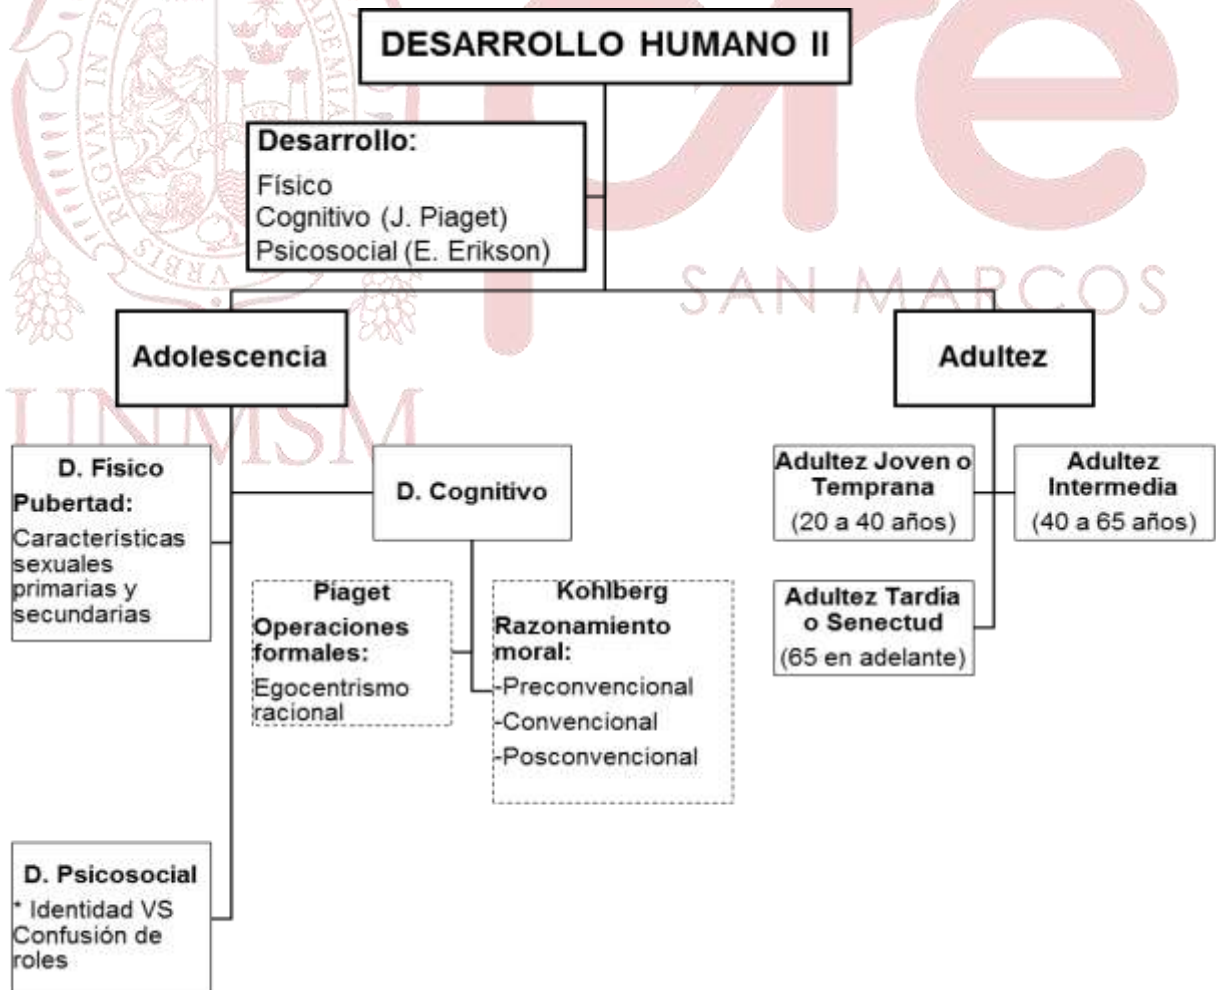 DESARROLLO HUMANO II
Desarrollo:
Físico
Cognitivo (J. Piaget)
Psicosocial (E. Erikson)
SAN MARCOS
Adolescencia
Adultez
UNMSM
D. Físico
Pubertad:
Características
sexuales
primarias y
secundarias
D. Cognitivo
Piaget
Operaciones
formales:
Egocentrismo
racional
Kohlberg
Razonamiento
moral:
-Preconvencional
-Convencional
-Posconvencional
D. Psicosocial
* Identidad VS
Confusión de
roles
Adultez Joven o
Temprana
(20 a 40 años)
Adultez
Intermedia
(40 a 65 años)
Adultez Tardía
o Senectud
(65 en adelante)